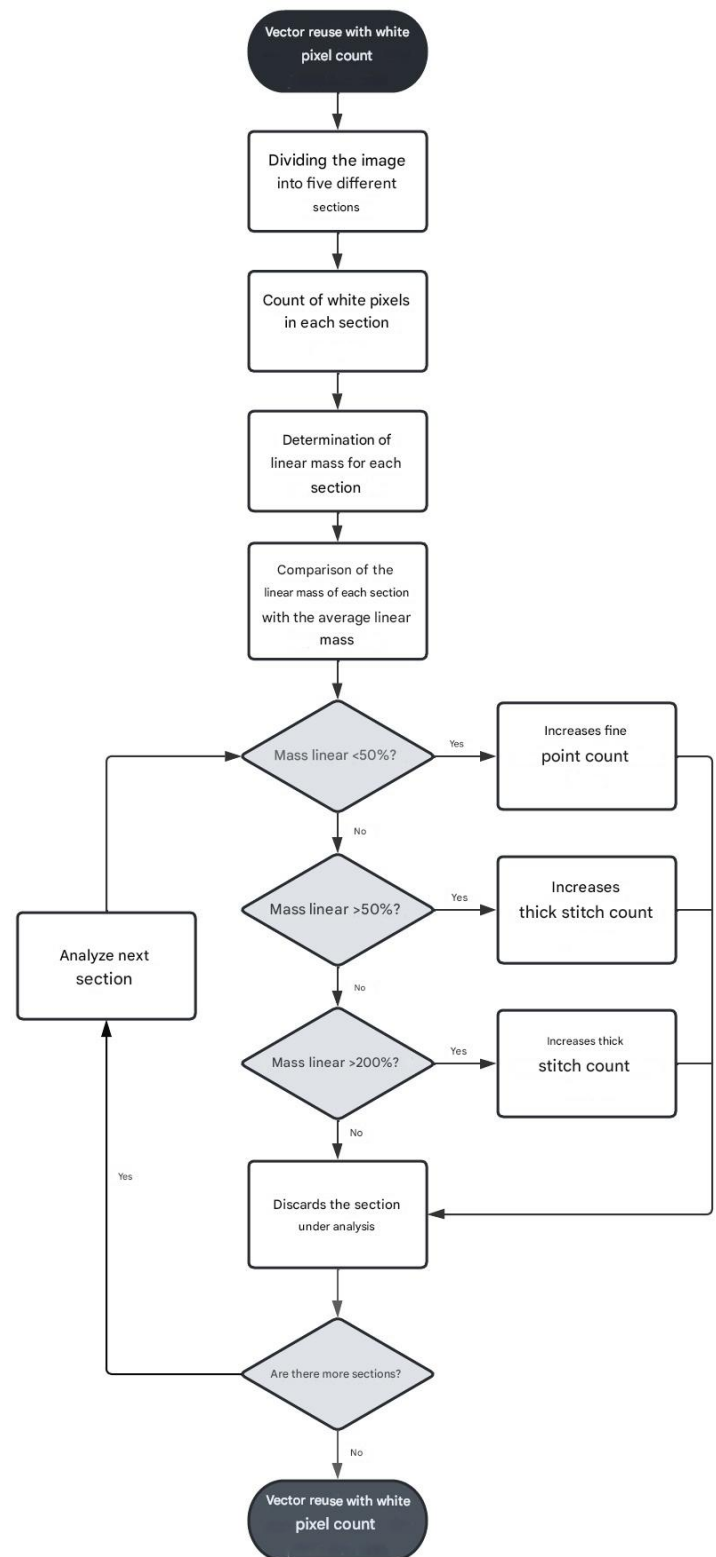 Vector reuse with white
pixel count
Dividing the image
into five different
sections
Count of white pixels
in each section
Determination of
linear mass for each
section
Comparison of the
linear mass of each section
with the average linear
mass
Mass linear <50%?
Yes
Increases fine
point count
No
Mass linear >50%?
Yes
Increases
thick stitch count
Analyze next
section
No
Mass linear >200%?
Yes
Increases thick
stitch count
No
Yes
Discards the section
under analysis
Are there more sections?
No
Vector reuse with white
pixel count